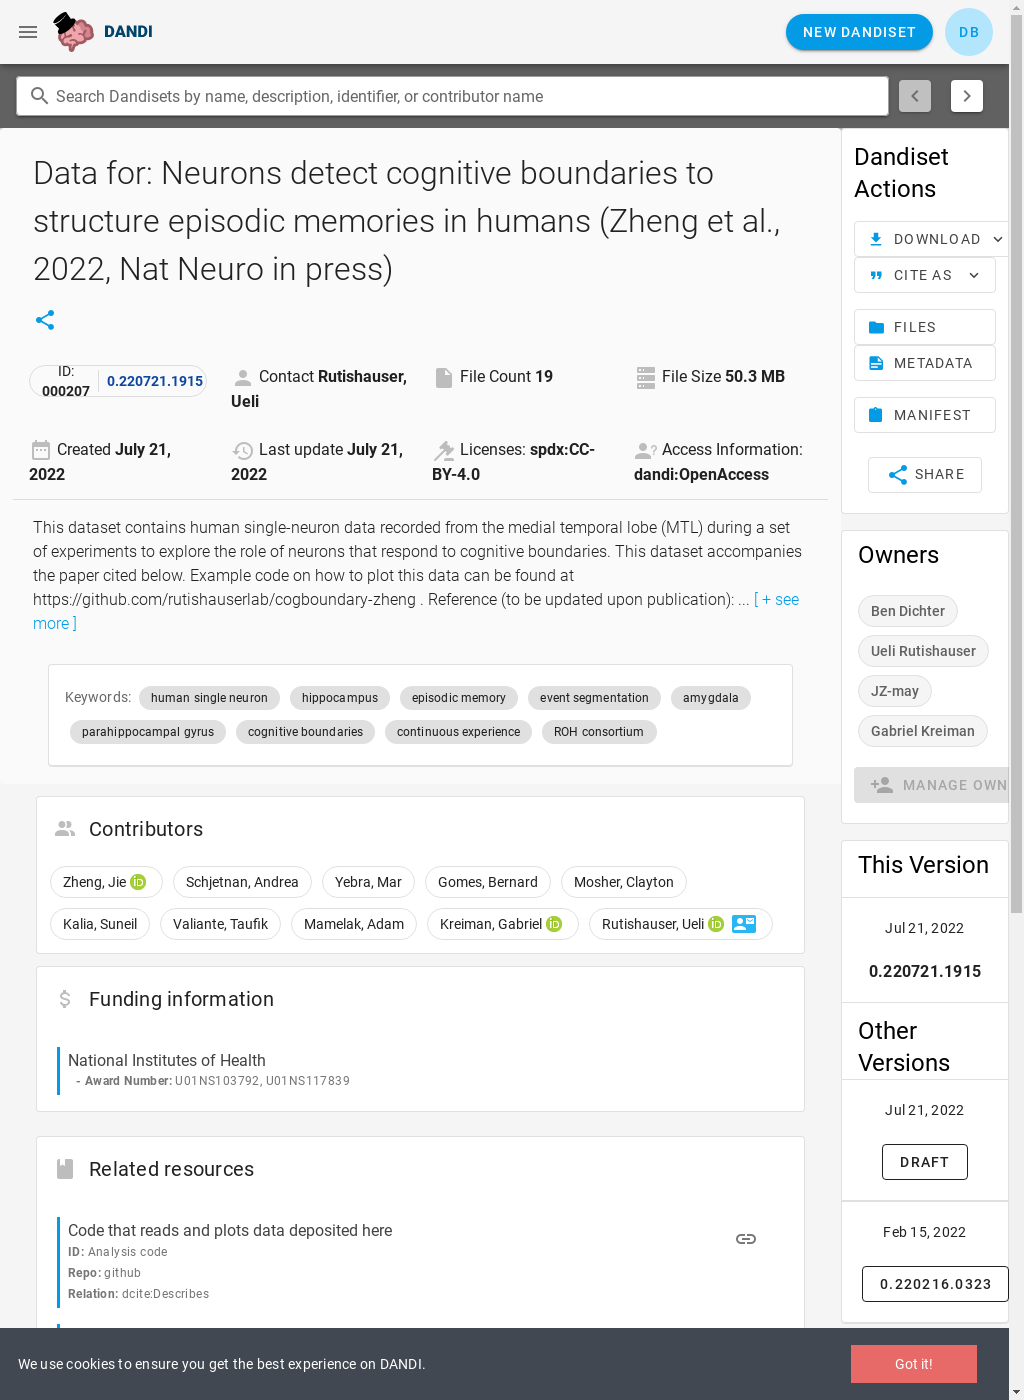 DANDI
NEW DANDISET
DB
Search Dandisets by name, description, identifier, or contributor name
Data for: Neurons detect cognitive boundaries to
structure episodic memories in humans (Zheng et al.,
2022, Nat Neuro in press)
ID:
000207
0.220721.1915
Contact Rutishauser,
Ueli
File Count 19
File Size 50.3 MB
Created July 21,
2022
Last update July 21,
2022
Licenses: spdx:CC-
BY-4.0
Access Information:
dandi:OpenAccess
This dataset contains human single-neuron data recorded from the medial temporal lobe (MTL) during a set
of experiments to explore the role of neurons that respond to cognitive boundaries. This dataset accompanies
the paper cited below. Example code on how to plot this data can be found at
https://github.com/rutishauserlab/cogboundary-zheng . Reference (to be updated upon publication): ... [ + see
more ]
Keywords: human single neuron hippocampus episodic memory event segmentation amygdala
parahippocampal gyrus cognitive boundaries continuous experience ROH consortium
Contributors
Zheng, Jie iD Schjetnan, Andrea Yebra, Mar Gomes, Bernard Mosher, Clayton
Kalia, Suneil Valiante, Taufik Mamelak, Adam Kreiman, Gabriel iD Rutishauser, Ueli iD
Funding information
National Institutes of Health
- Award Number: U01NS103792, U01NS117839
Related resources
Code that reads and plots data deposited here
ID: Analysis code
Repo: github
Relation: dcite:Describes
Dandiset
Actions
DOWNLOAD
CITE AS
FILES
METADATA
MANIFEST
SHARE
Owners
Ben Dichter
Ueli Rutishauser
JZ-may
Gabriel Kreiman
MANAGE OWN
This Version
Jul 21, 2022
0.220721.1915
Other
Versions
Jul 21, 2022
DRAFT
Feb 15, 2022
0.220216.0323
We use cookies to ensure you get the best experience on DANDI.
Got it!